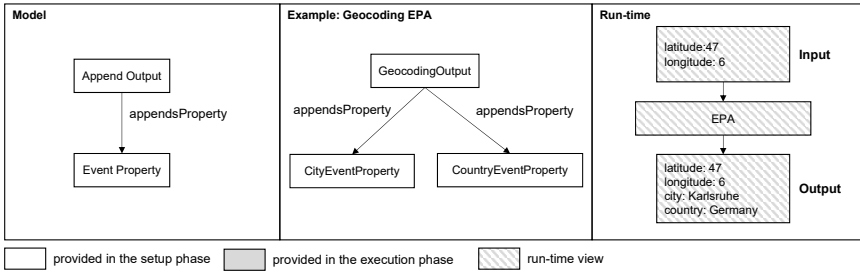 Model
Append Output
appendsProperty
Event Property
Example: Geocoding EPA
GeocodingOutput
appendsProperty
appendsProperty
CityEventProperty
CountryEventProperty
Run-time
latitude:47
longitude: 6
Input
EPA
latitude: 47
longitude: 6
city: Karlsruhe
country: Germany
Output
provided in the setup phase
provided in the execution phase
run-time view